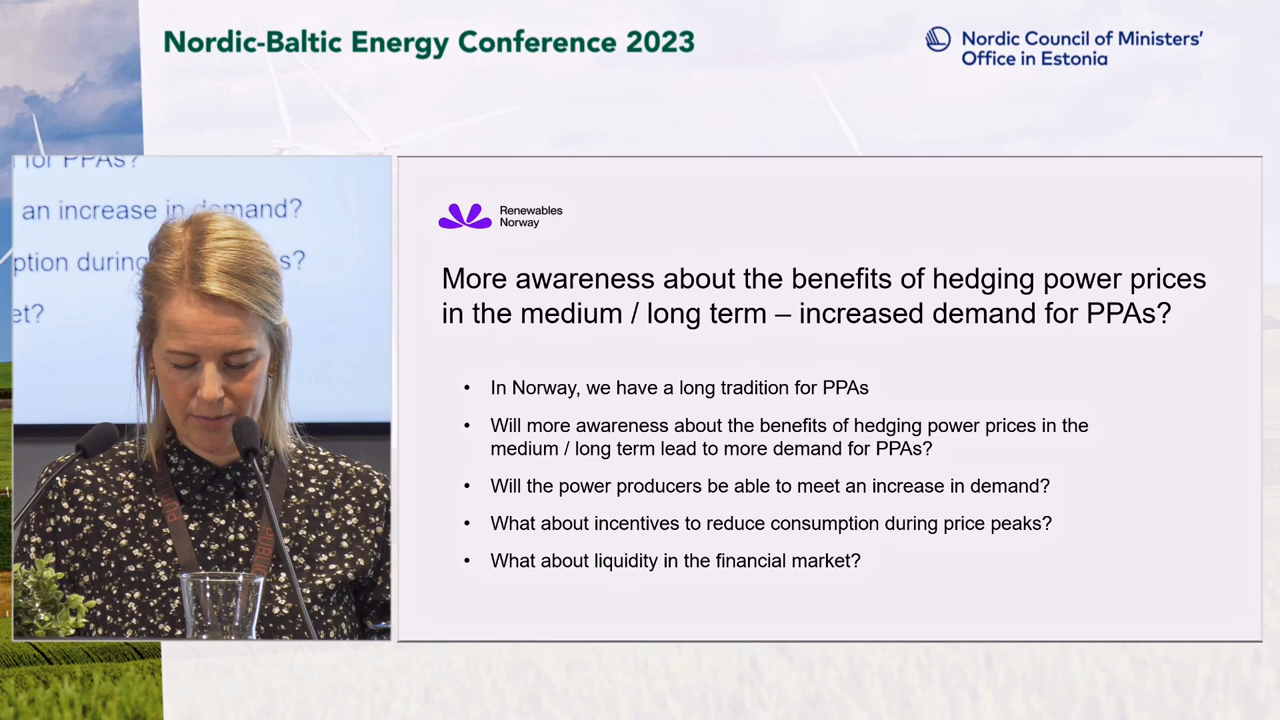 Nordic-Baltic Energy Conference 2023
Nordic Council of Ministers'
Office in Estonia
for PPAs?
an increase in demand?
ption during s?
et?
PUBL
PUBL
Renewables
Norway
More awareness about the benefits of hedging power prices
in the medium / long term – increased demand for PPAs?
• In Norway, we have a long tradition for PPAs
• Will more awareness about the benefits of hedging power prices in the
medium / long term lead to more demand for PPAs?
• Will the power producers be able to meet an increase in demand?
• What about incentives to reduce consumption during price peaks?
• What about liquidity in the financial market?